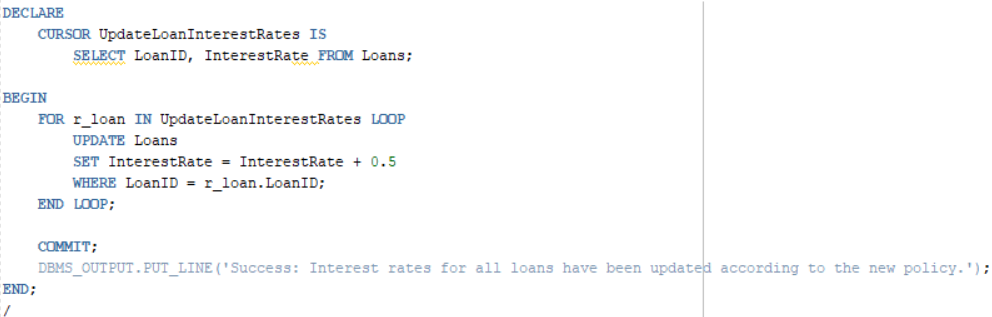 DECLARE
    CURSOR UpdateLoanInterestRates IS
        SELECT LoanID, InterestRate FROM Loans;

BEGIN
    FOR r_loan IN UpdateLoanInterestRates LOOP
        UPDATE Loans
        SET InterestRate = InterestRate + 0.5
        WHERE LoanID = r_loan.LoanID;
    END LOOP;

    COMMIT;
    DBMS_OUTPUT.PUT_LINE('Success: Interest rates for all loans have been updated according to the new policy.');
END;
/